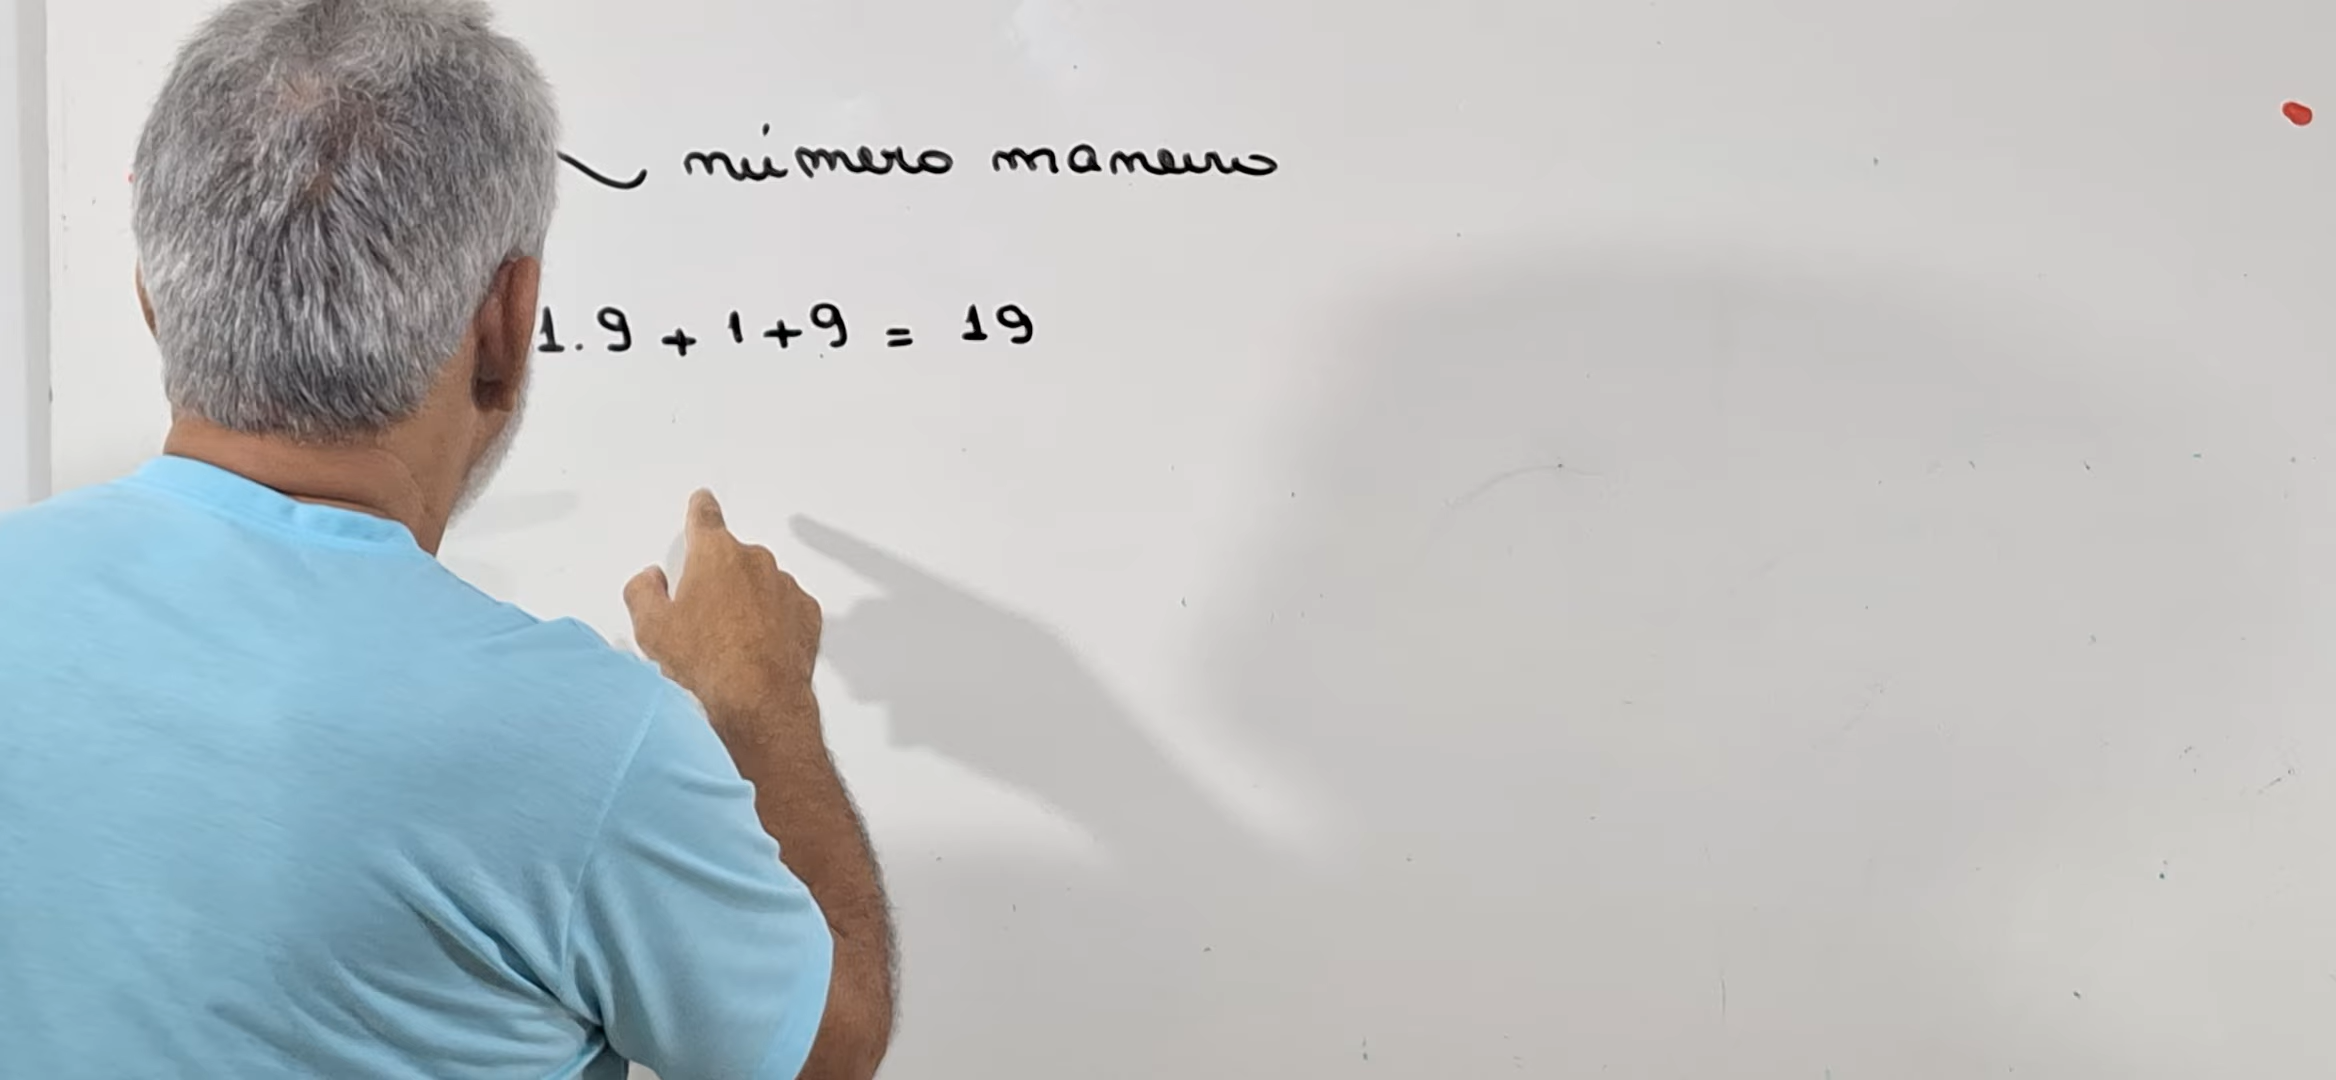 número maneiro
1.9 + 1 + 9 = 19